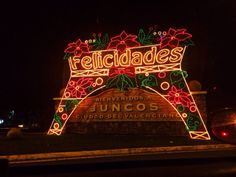 Felicidades
BIENVENIDOS
JUNCOS
CIUDAD DEL VALENCIANO